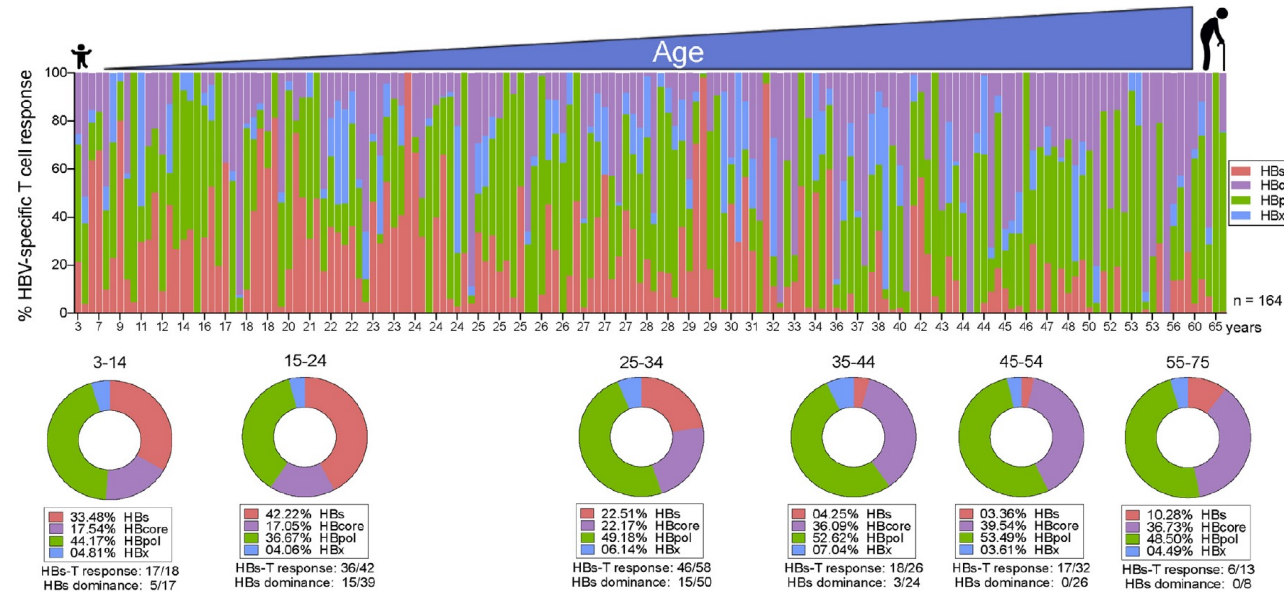 Age
% HBV-specific T cell response
100
80
60
40
20
0
3 7 9 11 12 14 16 17 18 18 20 21 22 22 23 23 24 24 24 25 25 26 26 27 27 27 28 28 29 29 30 31 32 33 34 36 37 38 40 42 43 44 44 45 46 47 48 50 52 53 53 56 60 65 years
HBs
HBc
HBp
HBx
n = 164
3-14
33.48% HBs
17.54% HBcore
44.17% HBpol
04.81% HBx
HBs-T response: 17/18
HBs dominance: 5/17
15-24
42.22% HBs
17.05% HBcore
36.67% HBpol
04.06% HBx
HBs-T response: 36/42
HBs dominance: 15/39
25-34
22.51% HBs
22.17% HBcore
49.18% HBpol
06.14% HBx
HBs-T response: 46/58
HBs dominance: 15/50
35-44
04.25% HBs
36.09% HBcore
52.62% HBpol
07.04% HBx
HBs-T response: 18/26
HBs dominance: 3/24
45-54
03.36% HBs
39.54% HBcore
53.49% HBpol
03.61% HBx
HBs-T response: 17/32
HBs dominance: 0/26
55-75
10.28% HBs
36.73% HBcore
48.50% HBpol
04.49% HBx
HBs-T response: 6/13
HBs dominance: 0/8